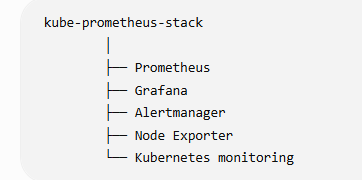 kube-prometheus-stack
│
├── Prometheus
├── Grafana
├── Alertmanager
├── Node Exporter
└── Kubernetes monitoring